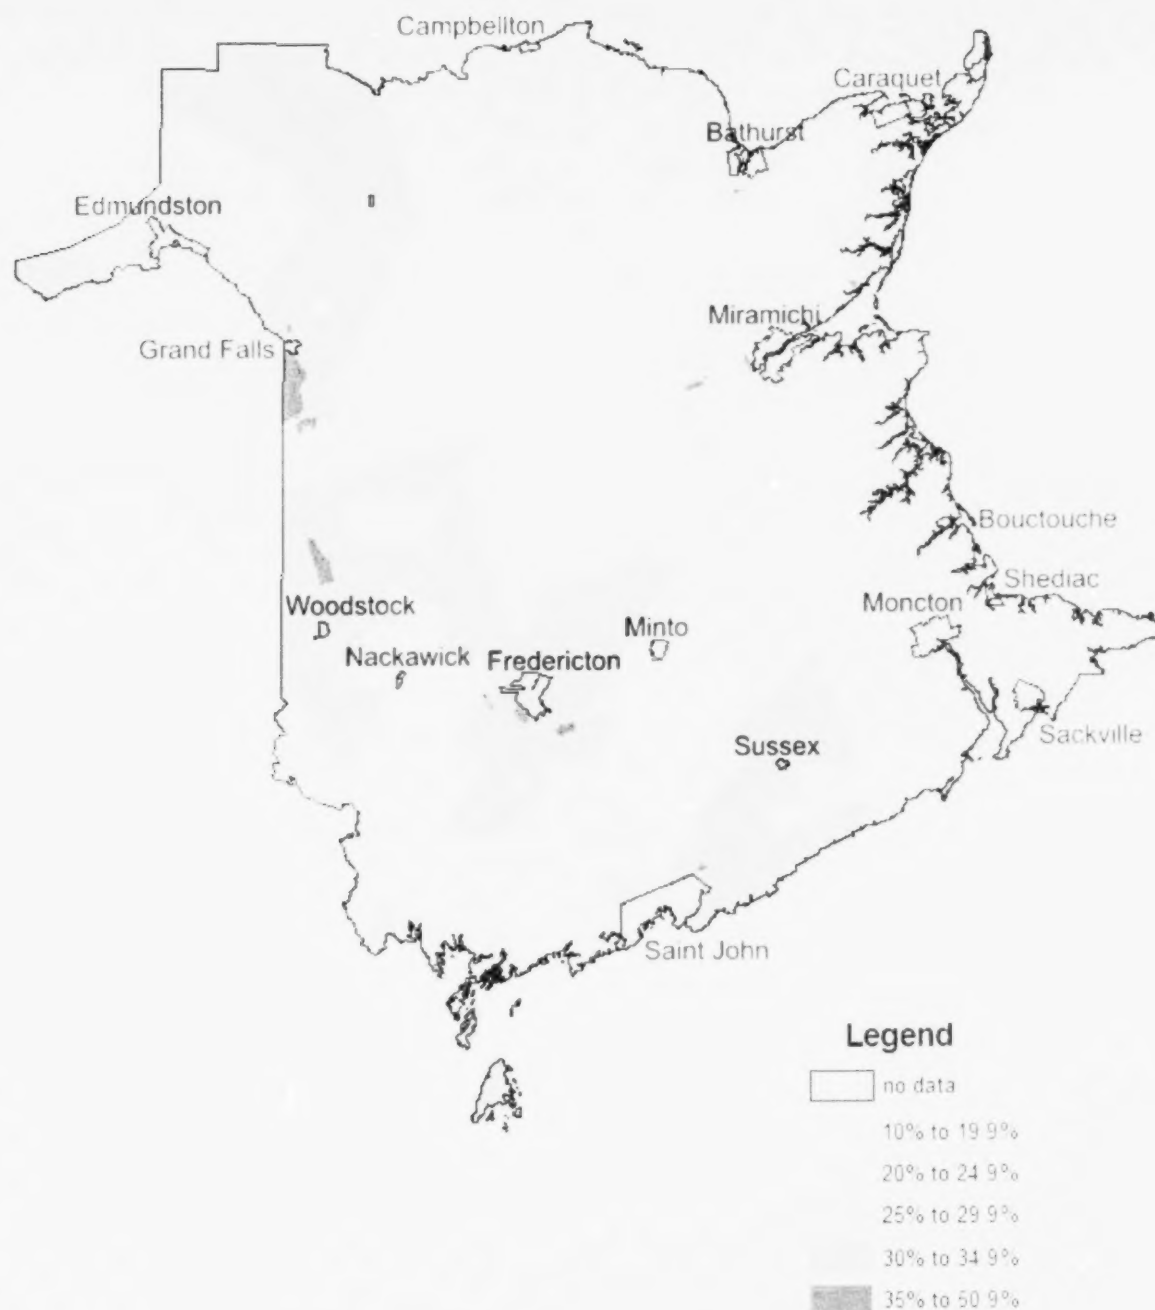 Campbellton
Caraquet
Bathurst
Edmundston
Miramichi
Grand Falls
Bouctouche
Shediac
Woodstock
Moncton
Minto
Nackawick
Fredericton
Sackville
Sussex
Saint John
Legend
no data
10% to 19.9%
20% to 24.9%
25% to 29.9%
30% to 34.9%
35% to 50.9%